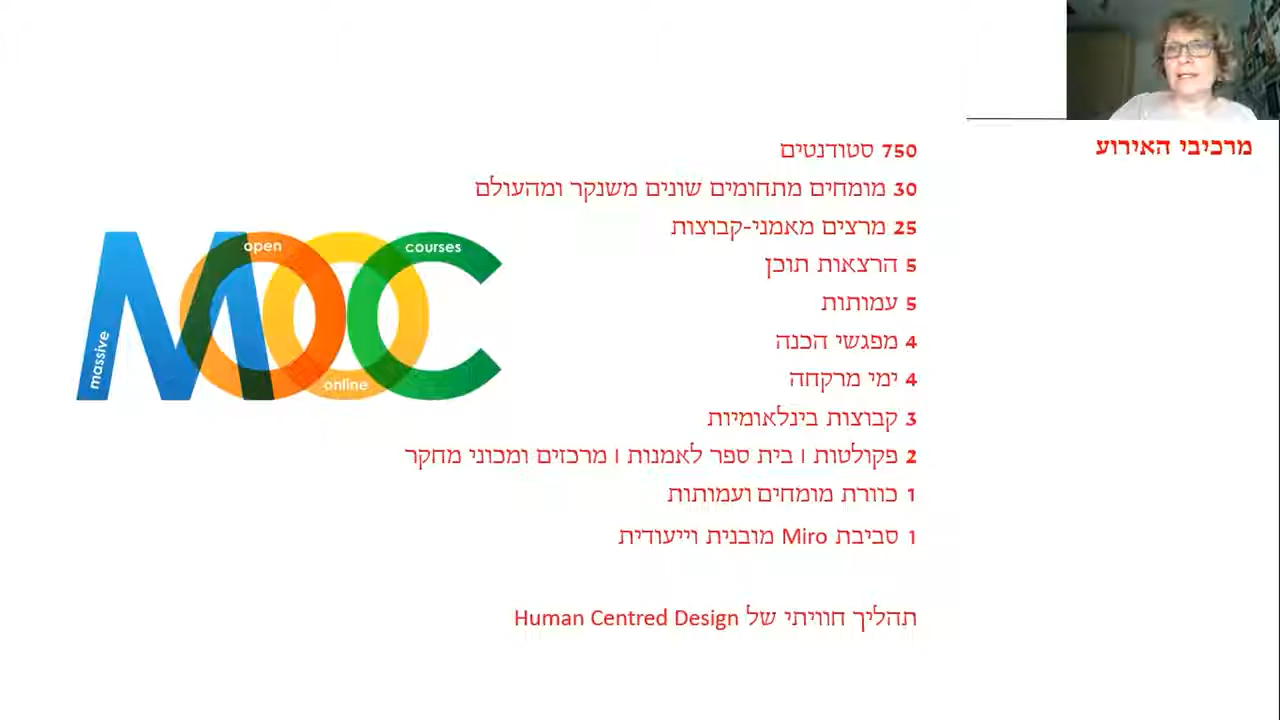 מרכיבי האירוע
750 סטודנטים
30 מומחים מתחומים שונים משנקר ומהעולם
25 מרצים מאמני-קבוצות
5 הרצאות תוכן
5 עמותות
4 מפגשי הכנה
4 ימי מרקחה
3 קבוצות בינלאומיות
2 פקולטות | בית ספר לאמנות | מרכזים ומכוני מחקר
1 כוורת מומחים ועמותות
1 סביבת Miro מובנית וייעודית
תהליך חוויתי של Human Centred Design
MOOC
massive
open
online
courses